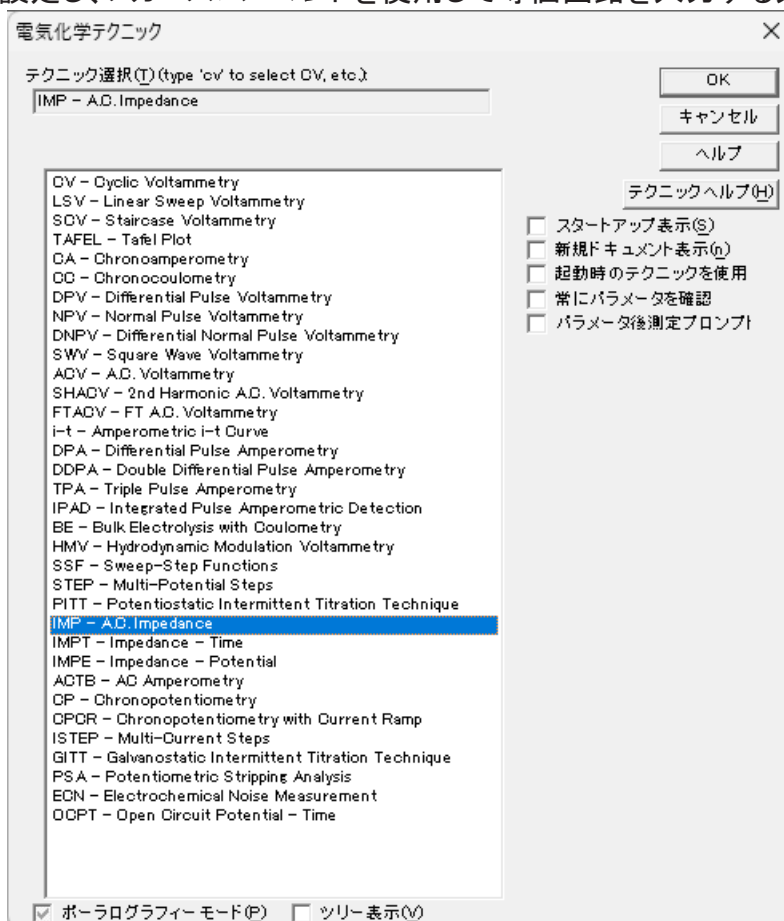 電気化学テクニック
テクニック選択(T) (type 'cv' to select CV, etc.):
IMP - A.C. Impedance
OK
キャンセル
ヘルプ
テクニックヘルプ(H)
CV - Cyclic Voltammetry
LSV - Linear Sweep Voltammetry
SCV - Staircase Voltammetry
TAFEL - Tafel Plot
CA - Chronoamperometry
CC - Chronocoulometry
DPV - Differential Pulse Voltammetry
NPV - Normal Pulse Voltammetry
DNPV - Differential Normal Pulse Voltammetry
SWV - Square Wave Voltammetry
ACV - A.C. Voltammetry
SHACV - 2nd Harmonic A.C. Voltammetry
FTACV - FT A.C. Voltammetry
i-t - Amperometric i-t Curve
DPA - Differential Pulse Amperometry
DDPA - Double Differential Pulse Amperometry
TPA - Triple Pulse Amperometry
IPAD - Integrated Pulse Amperometric Detection
BE - Bulk Electrolysis with Coulometry
HMV - Hydrodynamic Modulation Voltammetry
SSF - Sweep-Step Functions
STEP - Multi-Potential Steps
PITT - Potentiostatic Intermittent Titration Technique
IMP - A.C. Impedance
IMPT - Impedance - Time
IMPE - Impedance - Potential
ACTB - AC Amperometry
CP - Chronopotentiometry
CPCR - Chronopotentiometry with Current Ramp
ISTEP - Multi-Current Steps
GITT - Galvanostatic Intermittent Titration Technique
PSA - Potentiometric Stripping Analysis
ECN - Electrochemical Noise Measurement
OCPT - Open Circuit Potential - Time
スタートアップ表示(S)
新規ドキュメント表示(n)
起動時のテクニックを使用
常にパラメータを確認
パラメータ後測定プロンプト
ポーラログラフィーモード(P)
ツリー表示(V)